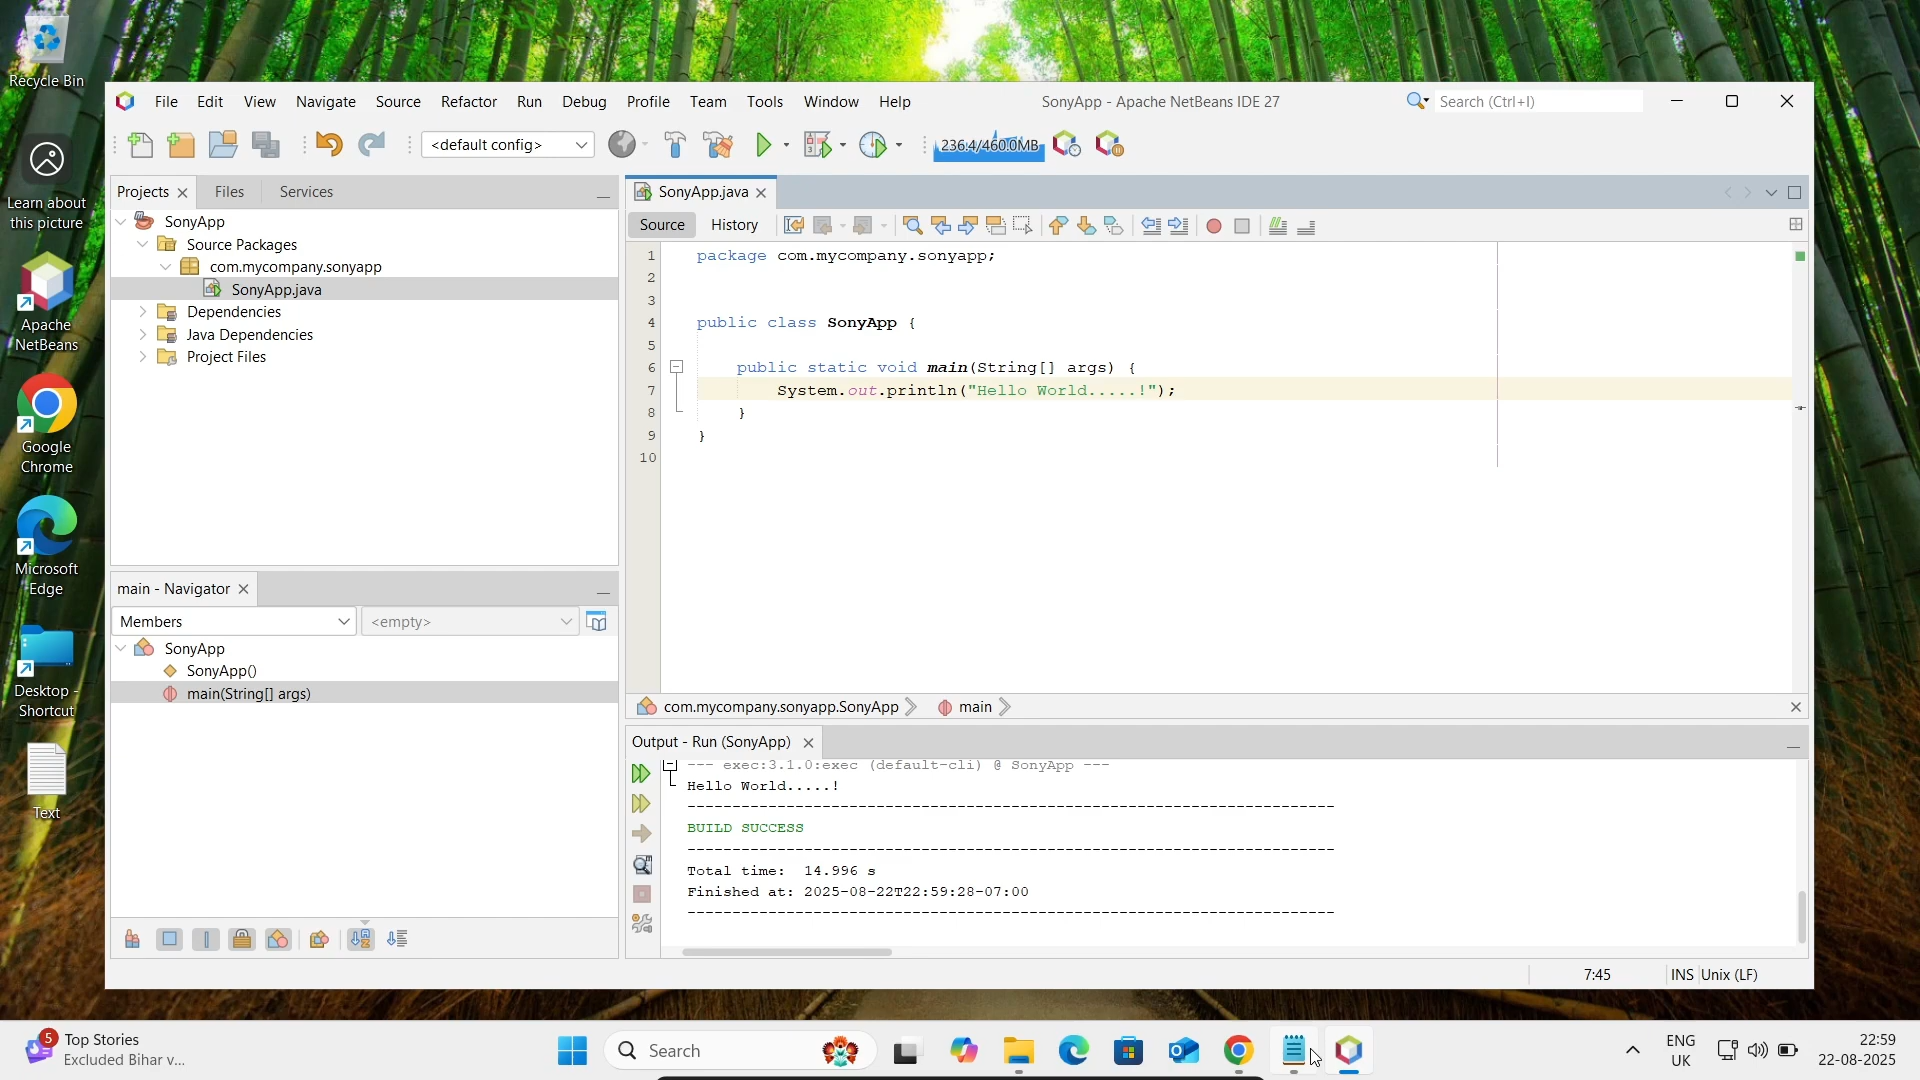 Recycle Bin
Learn about
this picture
Apache
NetBeans
Google
Chrome
Microsoft
Edge
Desktop -
Shortcut
Text
File Edit View Navigate Source Refactor Run Debug Profile Team Tools Window Help
SonyApp - Apache NetBeans IDE 27
Search (Ctrl+I)
<default config>
236.4/460.0MB
Projects Files Services
SonyApp
Source Packages
com.mycompany.sonyapp
SonyApp.java
Dependencies
Java Dependencies
Project Files
main - Navigator
Members <empty>
SonyApp
SonyApp()
main(String[] args)
SonyApp.java
Source History
1 package com.mycompany.sonyapp;
2
3
4 public class SonyApp {
5
6 public static void main(String[] args) {
7 System.out.println("Hello World.....!");
8 }
9 }
10
com.mycompany.sonyapp.SonyApp main
Output - Run (SonyApp)
--- exec:3.1.0:exec (default-cli) @ SonyApp ---
Hello World.....!
------------------------------------------------------------------------
BUILD SUCCESS
------------------------------------------------------------------------
Total time: 14.996 s
Finished at: 2025-08-22T22:59:28-07:00
------------------------------------------------------------------------
7:45 INS Unix (LF)
5
Top Stories
Excluded Bihar v...
Search
ENG
UK
22:59
22-08-2025